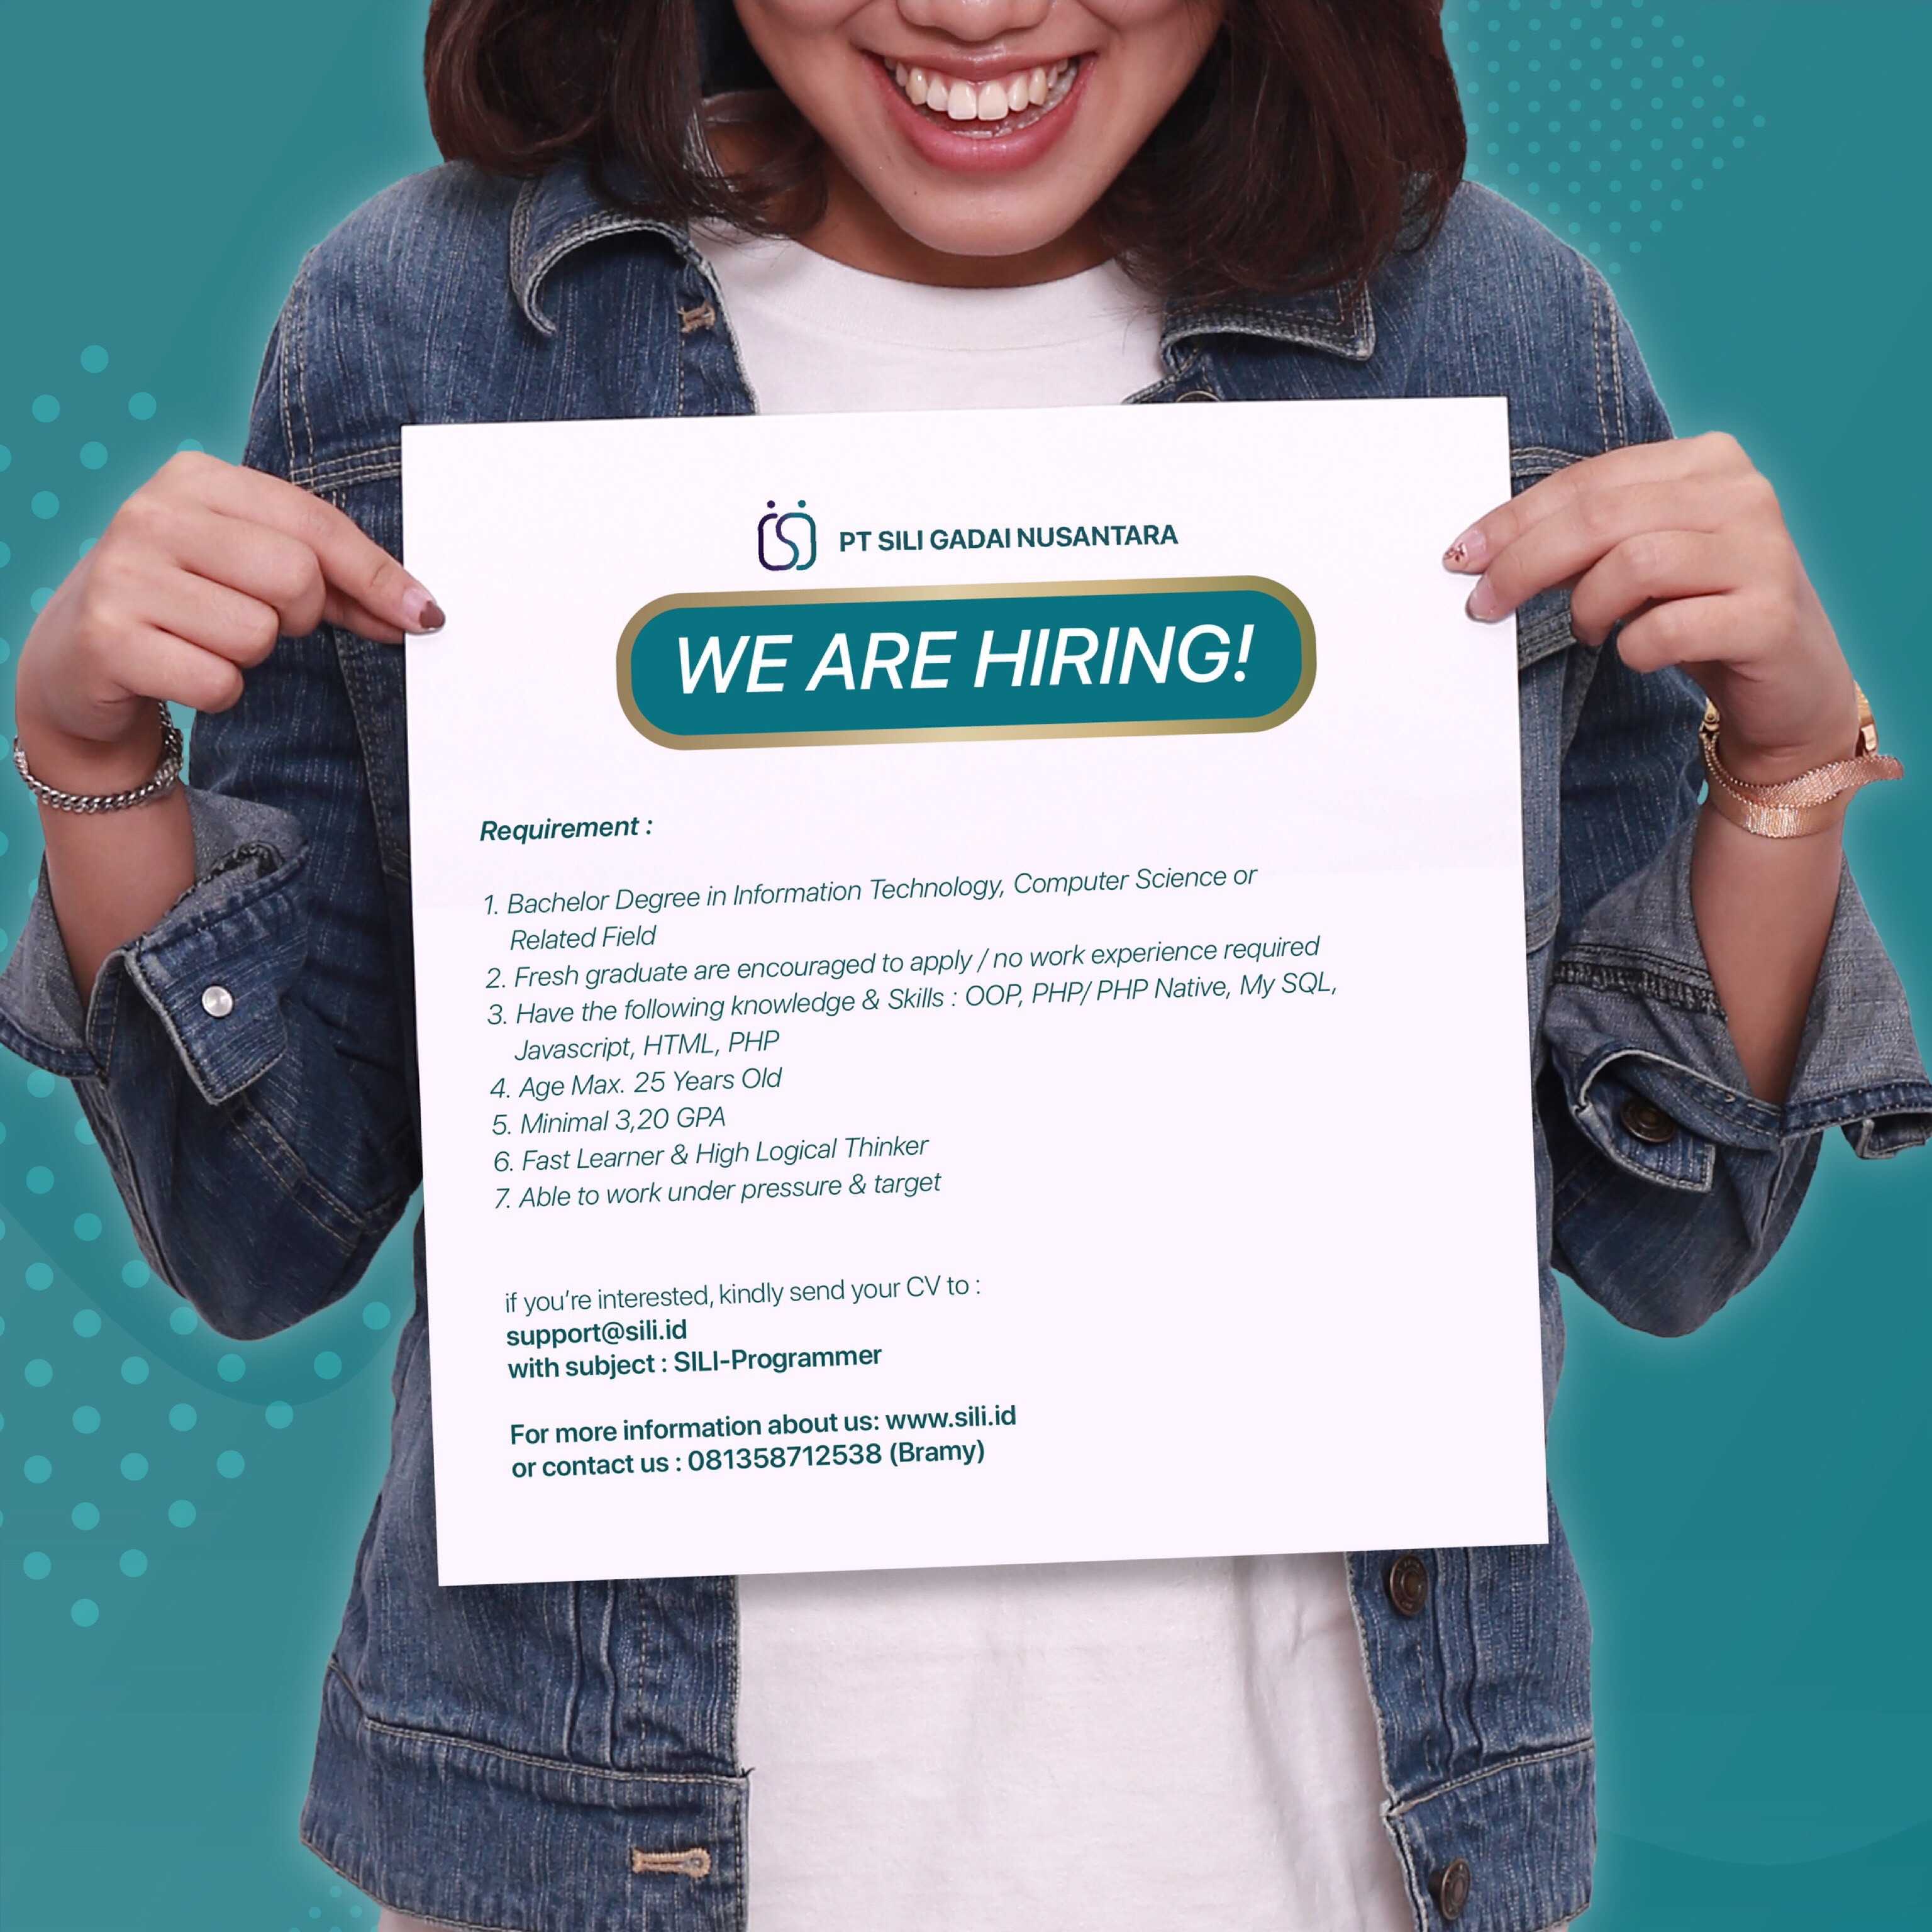 PT SILI GADAI NUSANTARA
WE ARE HIRING!
Requirement :
1. Bachelor Degree in Information Technology, Computer Science or
Related Field
2. Fresh graduate are encouraged to apply / no work experience required
3. Have the following knowledge & Skills : OOP, PHP/ PHP Native, My SQL,
Javascript, HTML, PHP
4. Age Max. 25 Years Old
5. Minimal 3,20 GPA
6. Fast Learner & High Logical Thinker
7. Able to work under pressure & target
if you're interested, kindly send your CV to :
support@sili.id
with subject : SILI-Programmer
For more information about us: www.sili.id
or contact us : 081358712538 (Bramy)